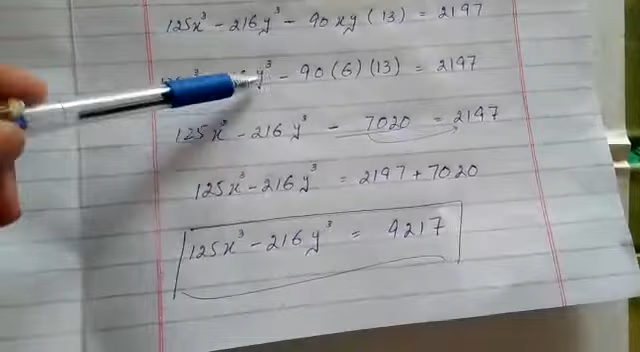 125x³ - 216y³ - 90xy (13) = 2197
y³ - 90 (6) (13) = 2197
125x³ - 216y³ - 7020 = 2197
125x³ - 216y³ = 2197 + 7020
125x³ - 216y³ = 9217